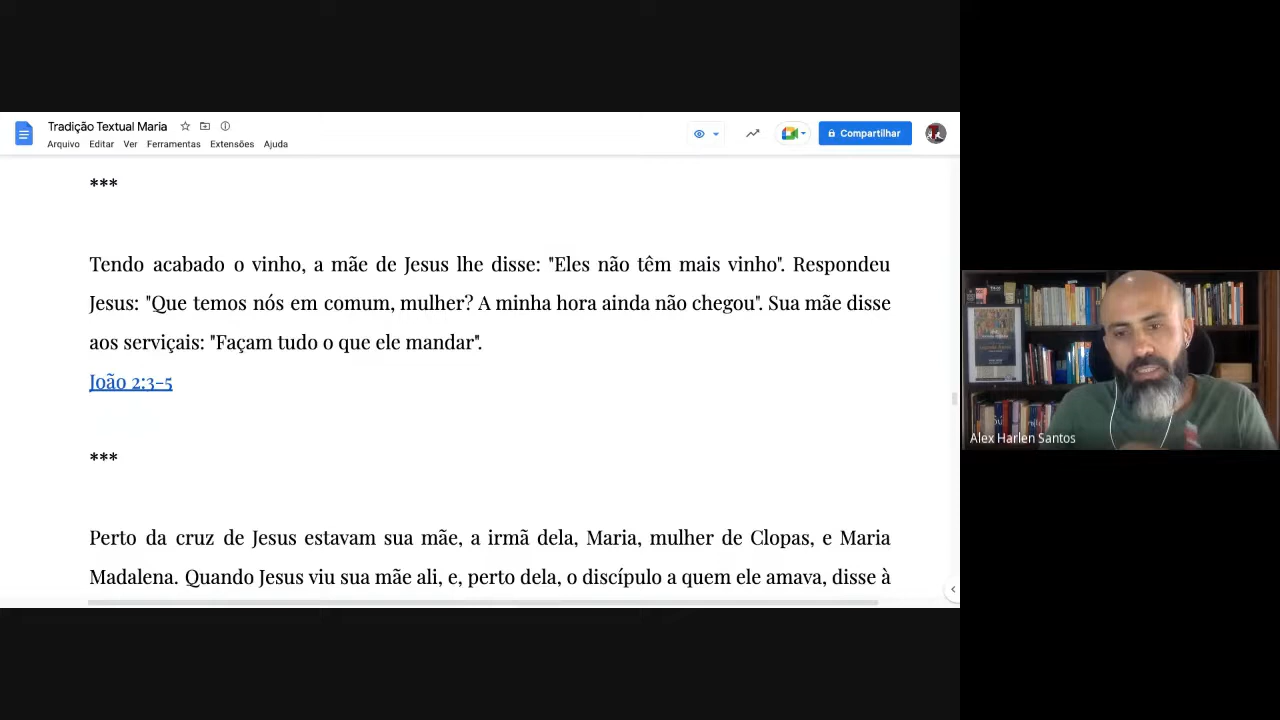 Tradição Textual Maria
Arquivo Editar Ver Ferramentas Extensões Ajuda
Compartilhar
***
Tendo acabado o vinho, a mãe de Jesus lhe disse: "Eles não têm mais vinho". Respondeu
Jesus: "Que temos nós em comum, mulher? A minha hora ainda não chegou". Sua mãe disse
aos serviçais: "Façam tudo o que ele mandar".
João 2:3-5
***
Perto da cruz de Jesus estavam sua mãe, a irmã dela, Maria, mulher de Clopas, e Maria
Madalena. Quando Jesus viu sua mãe ali, e, perto dela, o discípulo a quem ele amava, disse à
Alex Harlen Santos